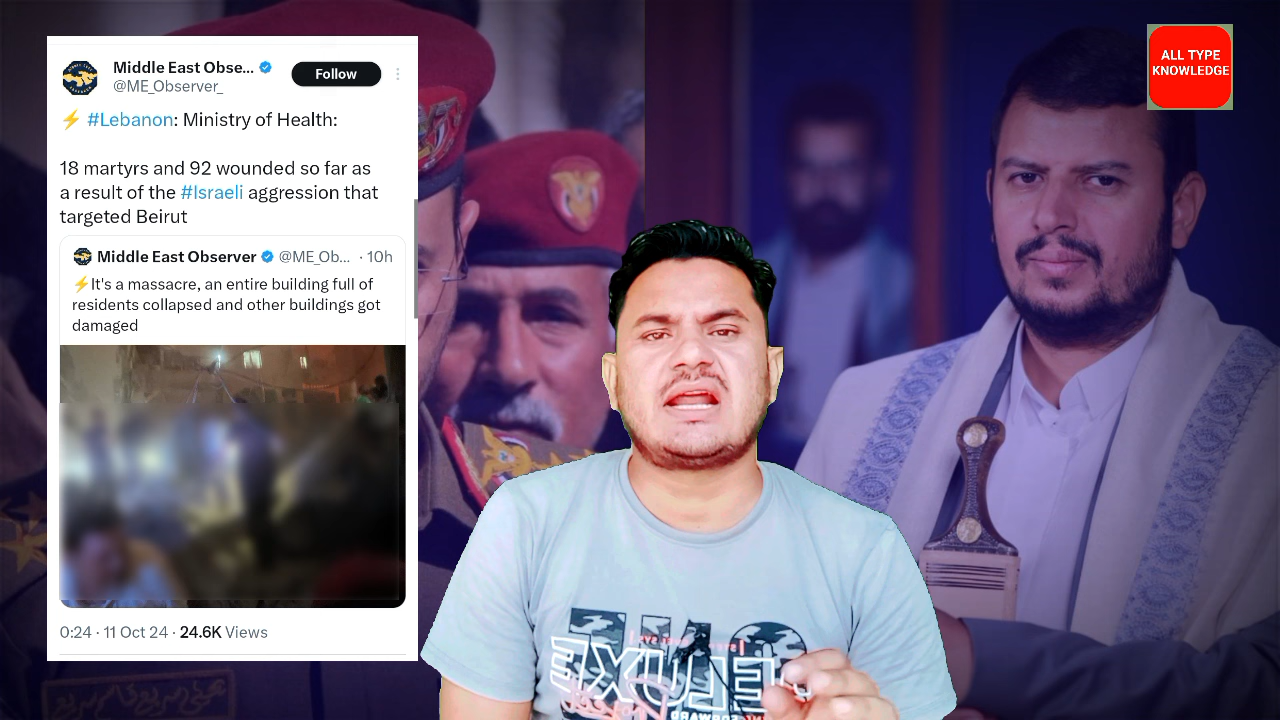 Middle East Obse...
Follow
@ME_Observer_
⚡ #Lebanon: Ministry of Health:
18 martyrs and 92 wounded so far as
a result of the #Israeli aggression that
targeted Beirut
Middle East Observer @ME_Ob... · 10h
⚡It's a massacre, an entire building full of
residents collapsed and other buildings got
damaged
0:24 · 11 Oct 24 · 24.6K Views
ALL TYPE
KNOWLEDGE